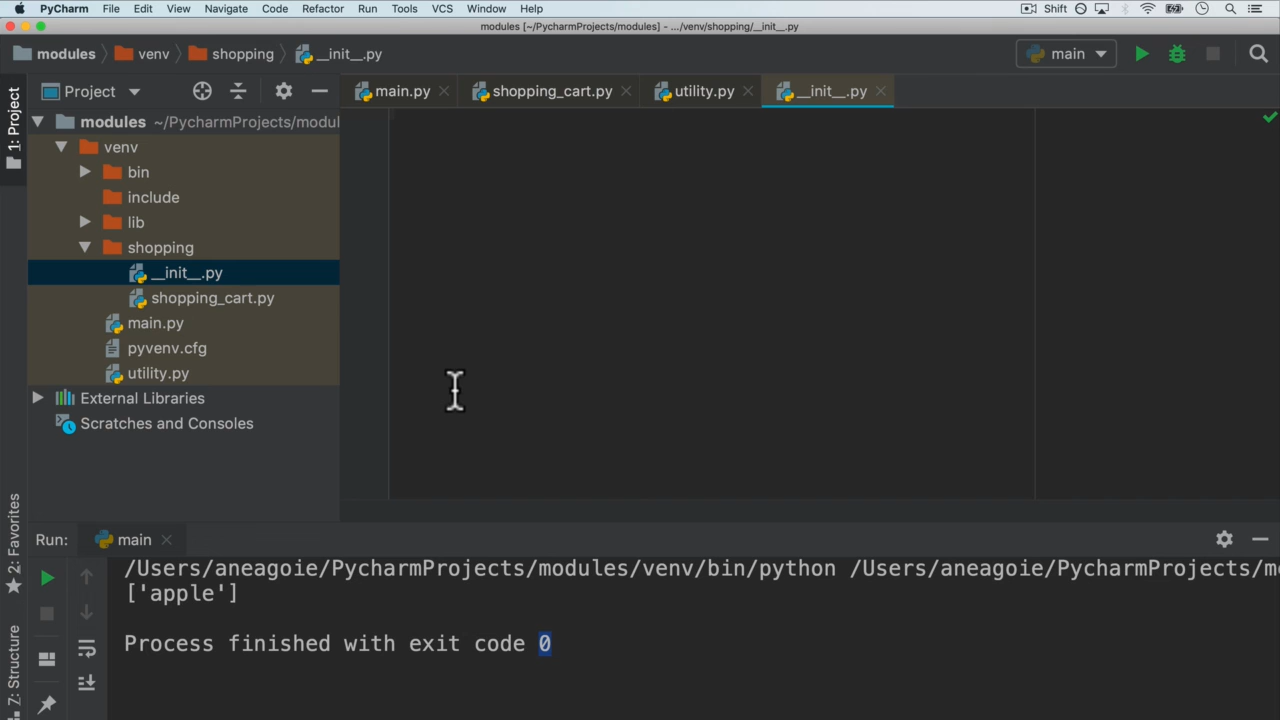 PyCharm File Edit View Navigate Code Refactor Run Tools VCS Window Help Shift
modules [~/PycharmProjects/modules] - .../venv/shopping/__init__.py
modules venv shopping __init__.py main
1: Project
Project
main.py shopping_cart.py utility.py __init__.py
modules ~/PycharmProjects/modul
venv
bin
include
lib
shopping
__init__.py
shopping_cart.py
main.py
pyvenv.cfg
utility.py
External Libraries
Scratches and Consoles
2: Favorites
Z: Structure
Run: main
/Users/aneagoie/PycharmProjects/modules/venv/bin/python /Users/aneagoie/PycharmProjects/m
['apple']
Process finished with exit code 0